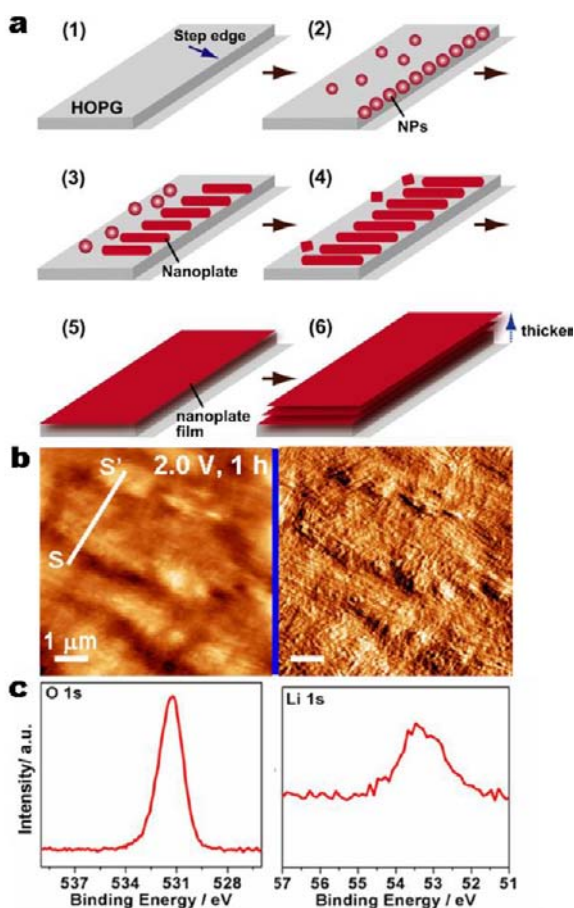 a
(1)
Step edge
HOPG
(2)
NPs
(3)
Nanoplate
(4)
(5)
nanoplate
film
(6)
thicker
b
S'
2.0 V, 1 h
S
1 μm
c
O 1s
Intensity/ a.u.
537 534 531 528
Binding Energy / eV
Li 1s
57 56 55 54 53 52 51
Binding Energy / eV